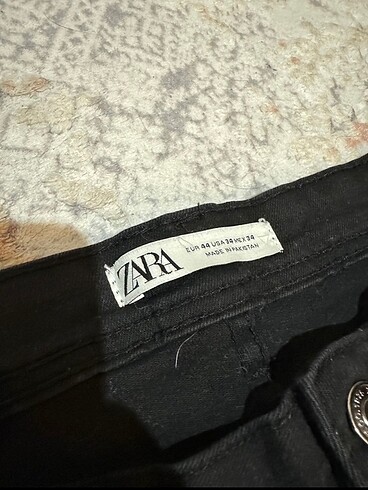 ZARA
EUR 44 USA 34 MEX 34
MADE IN PAKISTAN